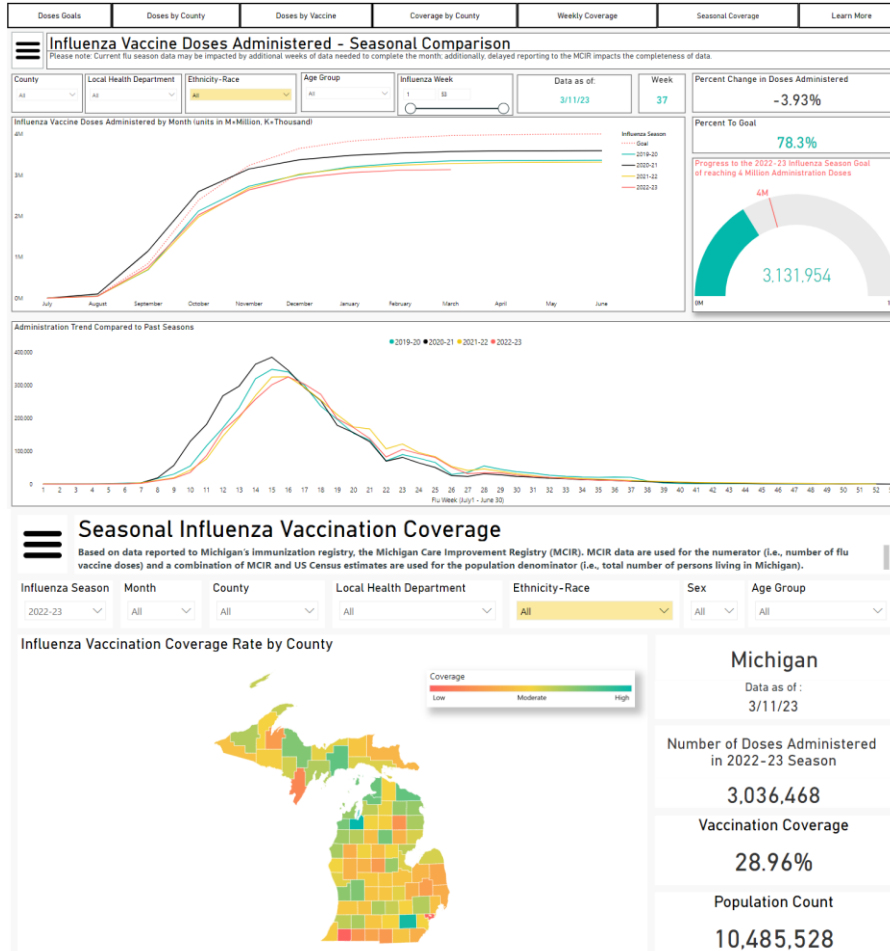 Doses Goals
Doses by County
Doses by Vaccine
Coverage by County
Weekly Coverage
Seasonal Coverage
Learn More
Influenza Vaccine Doses Administered - Seasonal Comparison
Please note: Current flu season data may be impacted by additional weeks of data needed to complete the month; additionally, delayed reporting to the MCIR impacts the completeness of data.
County
All
Local Health Department
All
Ethnicity-Race
All
Age Group
All
Influenza Week
1 53
Data as of:
3/11/23
Week
37
Percent Change in Doses Administered
-3.93%
Influenza Vaccine Doses Administered by Month (units in M=Million, K=Thousand)
4M
3M
2M
1M
0M
July August September October November December January February March April May June
Influenza Season
Goal
2019-20
2020-21
2021-22
2022-23
Percent To Goal
78.3%
Progress to the 2022-23 Influenza Season Goal
of reaching 4 Million Administration Doses
4M
3,131,954
0M
Administration Trend Compared to Past Seasons
2019-20 2020-21 2021-22 2022-23
400,000
300,000
200,000
100,000
0
1 2 3 4 5 6 7 8 9 10 11 12 13 14 15 16 17 18 19 20 21 22 23 24 25 26 27 28 29 30 31 32 33 34 35 36 37 38 39 40 41 42 43 44 45 46 47 48 49 50 51 52
Flu Week (July1 - June 30)
Seasonal Influenza Vaccination Coverage
Based on data reported to Michigan's immunization registry, the Michigan Care Improvement Registry (MCIR). MCIR data are used for the numerator (i.e., number of flu
vaccine doses) and a combination of MCIR and US Census estimates are used for the population denominator (i.e., total number of persons living in Michigan).
Influenza Season
2022-23
Month
All
County
All
Local Health Department
All
Ethnicity-Race
All
Sex
All
Age Group
All
Influenza Vaccination Coverage Rate by County
Coverage
Low Moderate High
Michigan
Data as of :
3/11/23
Number of Doses Administered
in 2022-23 Season
3,036,468
Vaccination Coverage
28.96%
Population Count
10,485,528